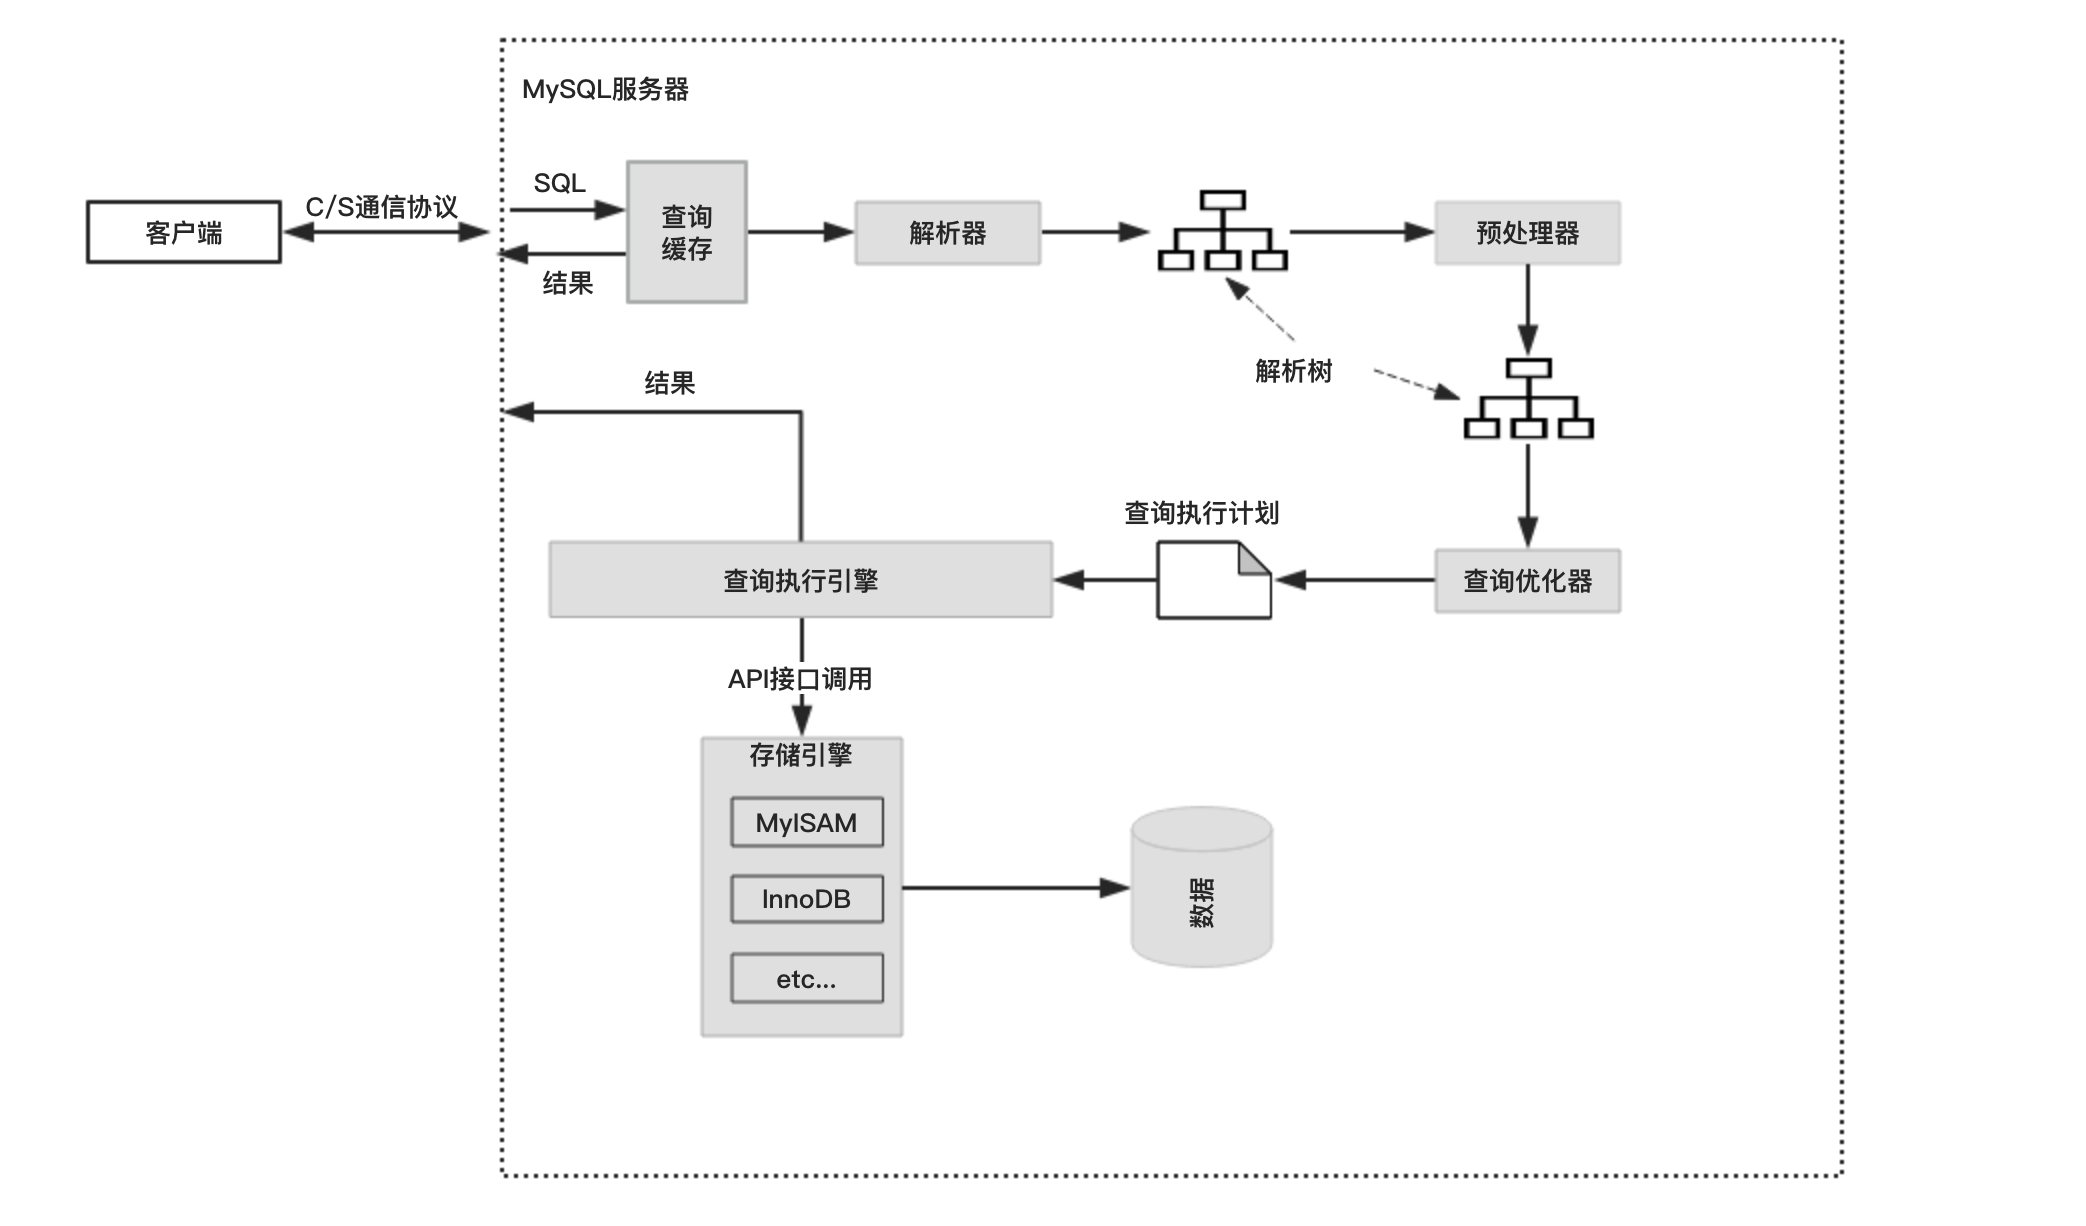 MySQL服务器
客户端
C/S通信协议
SQL
结果
查询
缓存
解析器
预处理器
解析树
结果
查询执行计划
查询执行引擎
查询优化器
API接口调用
存储引擎
MyISAM
InnoDB
etc...
数据